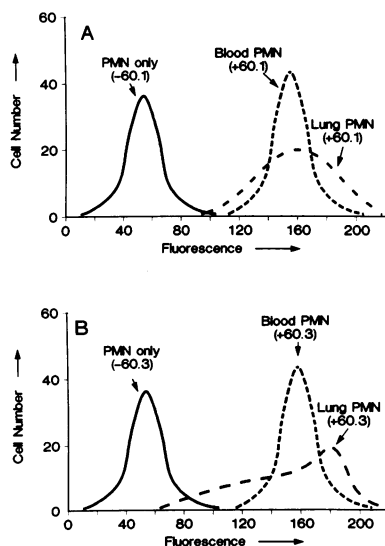 A
60
40
20
0
Cell Number
PMN only
(−60.1)
Blood PMN
(+60.1)
Lung PMN
(+60.1)
0 40 80 120 160 200
Fluorescence
B
60
40
20
0
Cell Number
PMN only
(−60.3)
Blood PMN
(+60.3)
Lung PMN
(+60.3)
0 40 80 120 160 200
Fluorescence